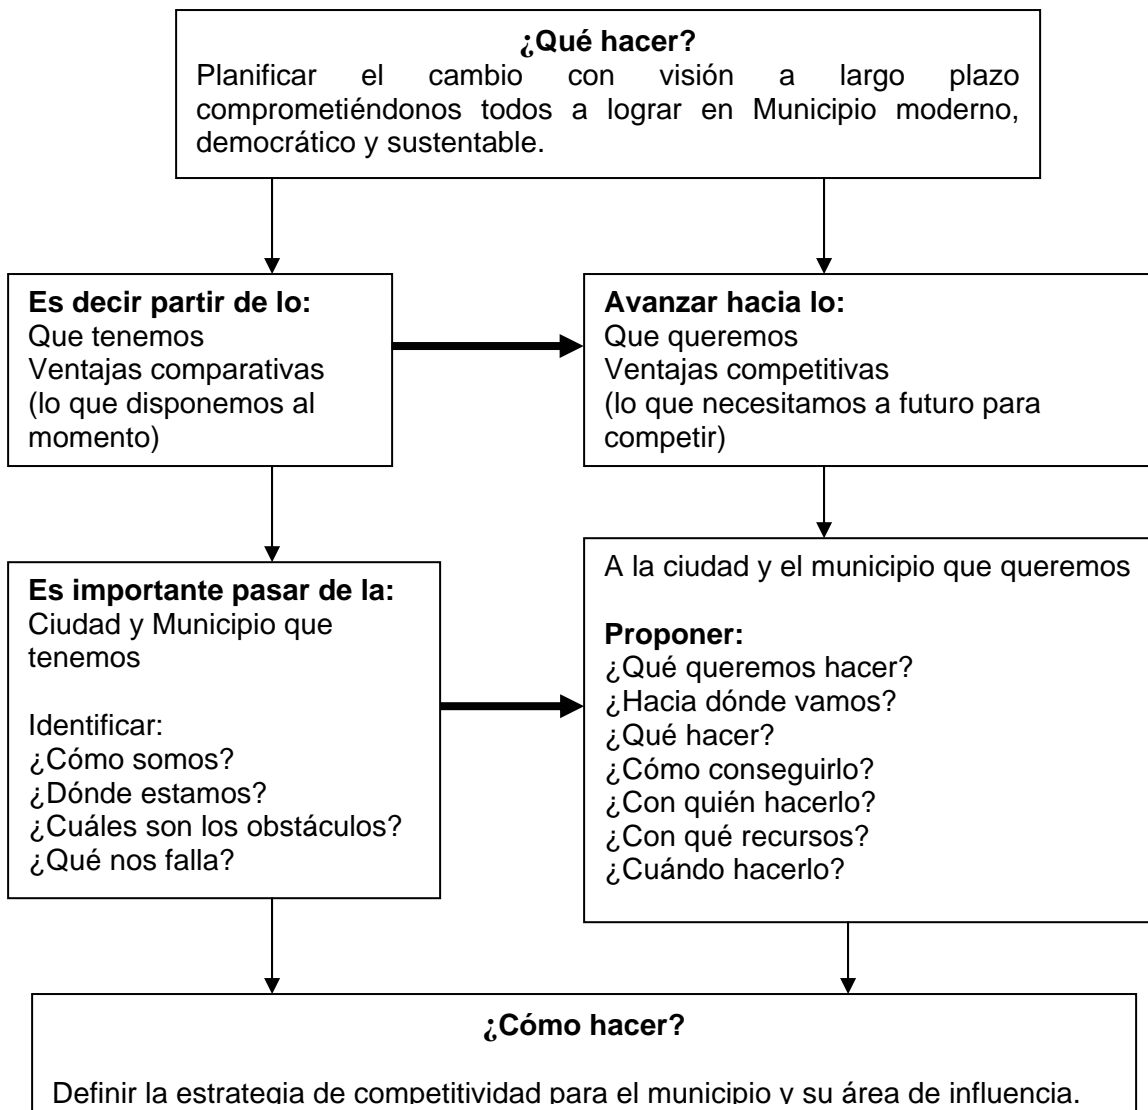 ¿Qué hacer?
Planificar el cambio con visión a largo plazo
comprometiéndonos todos a lograr en Municipio moderno,
democrático y sustentable.
Es decir partir de lo:
Que tenemos
Ventajas comparativas
(lo que disponemos al
momento)
Avanzar hacia lo:
Que queremos
Ventajas competitivas
(lo que necesitamos a futuro para
competir)
Es importante pasar de la:
Ciudad y Municipio que
tenemos
Identificar:
¿Cómo somos?
¿Dónde estamos?
¿Cuáles son los obstáculos?
¿Qué nos falla?
A la ciudad y el municipio que queremos
Proponer:
¿Qué queremos hacer?
¿Hacia dónde vamos?
¿Qué hacer?
¿Cómo conseguirlo?
¿Con quién hacerlo?
¿Con qué recursos?
¿Cuándo hacerlo?
¿Cómo hacer?
Definir la estrategia de competitividad para el municipio y su área de influencia.